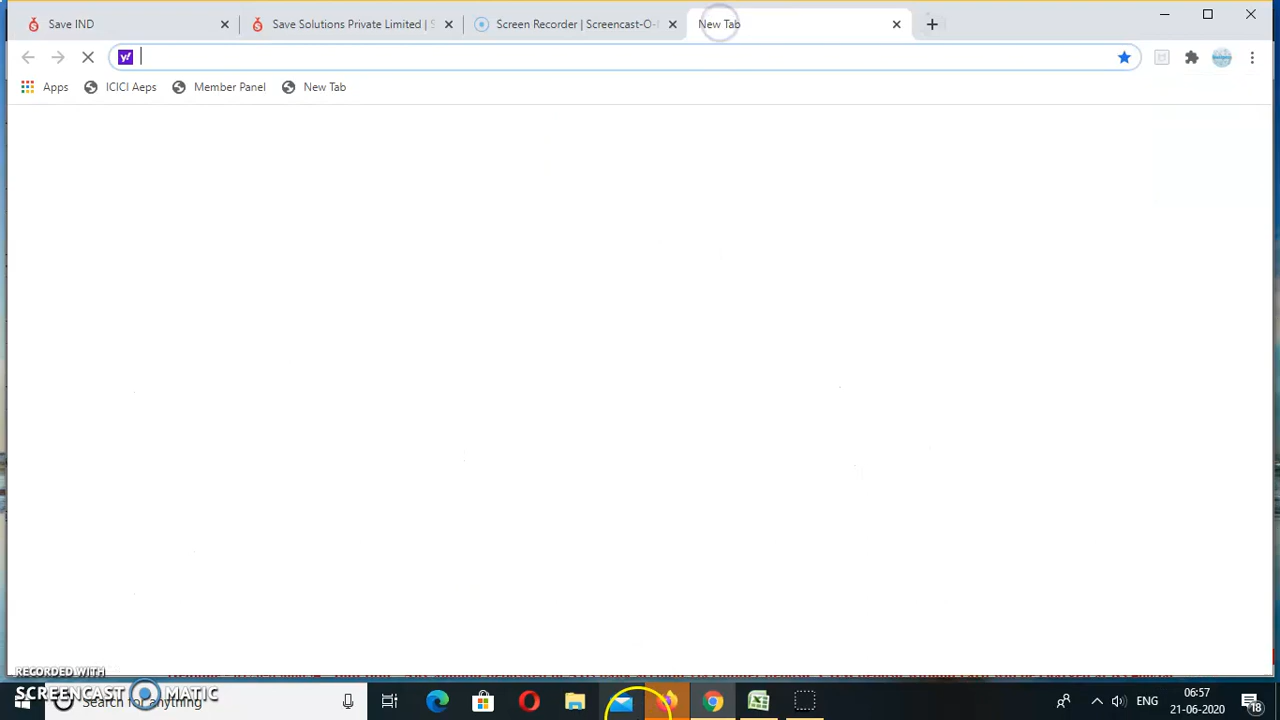 Save IND
Save Solutions Private Limited | S
Screen Recorder | Screencast-O-
New Tab
y!
Apps
ICICI Aeps
Member Panel
New Tab
RECORDED WITH
SCREENCAST MATIC
Search for anything
ENG
06:57
21-06-2020
18